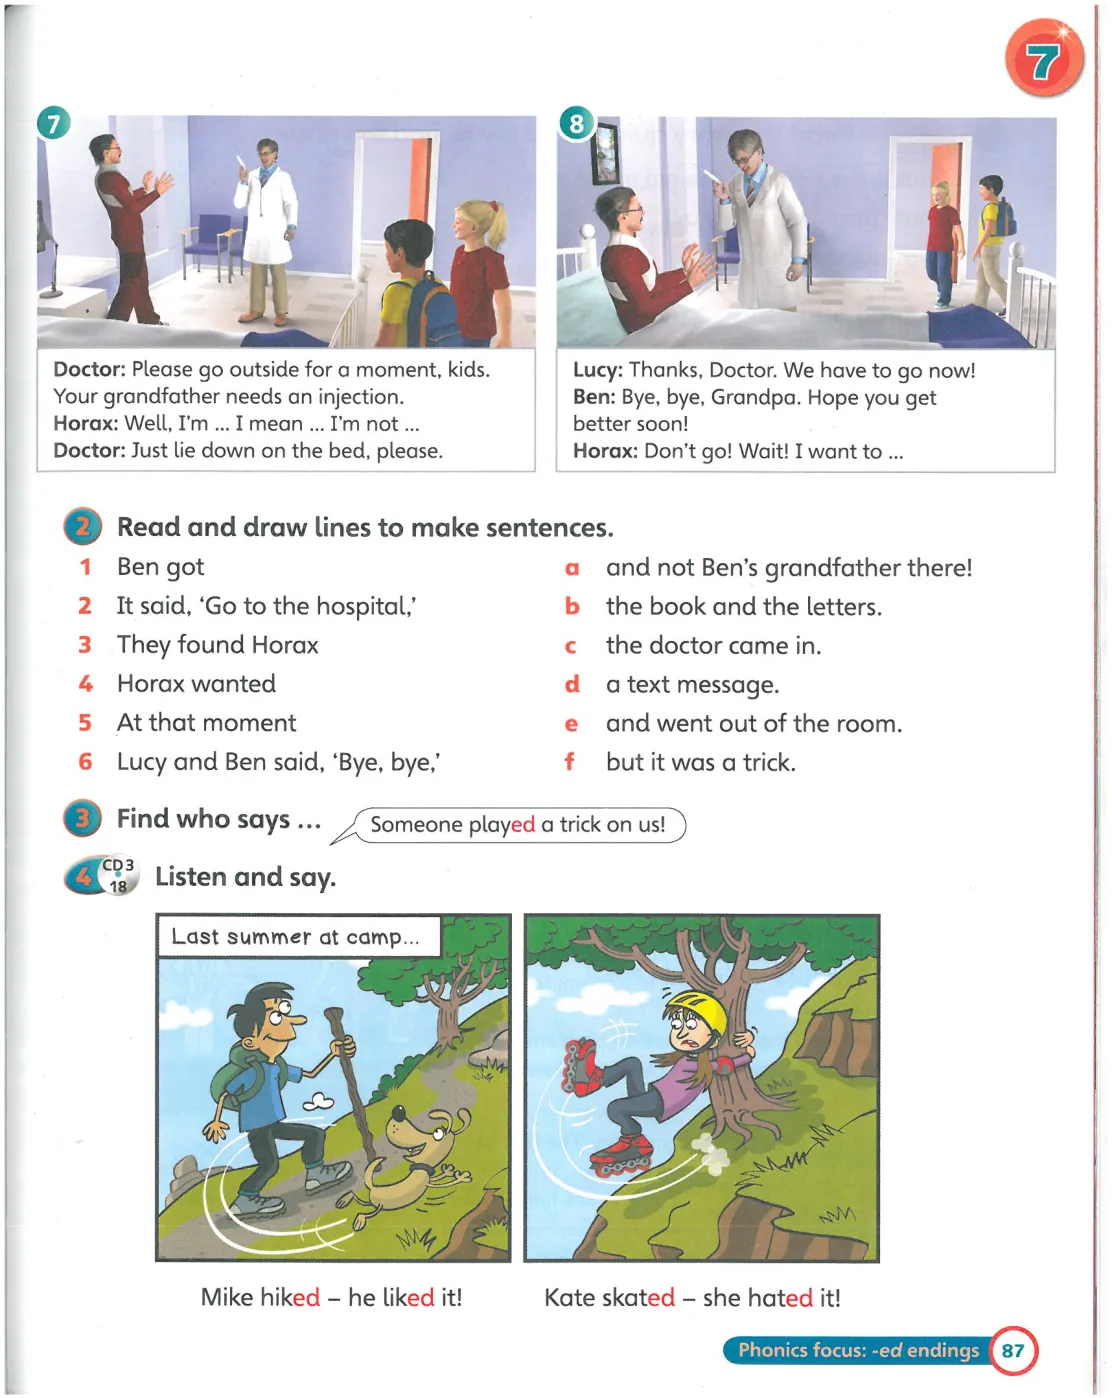 7
7
Doctor: Please go outside for a moment, kids.
Your grandfather needs an injection.
Horax: Well, I'm ... I mean ... I'm not ...
Doctor: Just lie down on the bed, please.
8
Lucy: Thanks, Doctor. We have to go now!
Ben: Bye, bye, Grandpa. Hope you get
better soon!
Horax: Don't go! Wait! I want to ...
2 Read and draw lines to make sentences.
1 Ben got
2 It said, 'Go to the hospital,'
3 They found Horax
4 Horax wanted
5 At that moment
6 Lucy and Ben said, 'Bye, bye,'
a and not Ben's grandfather there!
b the book and the letters.
c the doctor came in.
d a text message.
e and went out of the room.
f but it was a trick.
3 Find who says ... Someone played a trick on us!
4 CD3 18 Listen and say.
Last summer at camp...
Mike hiked – he liked it!
Kate skated – she hated it!
Phonics focus: -ed endings 87